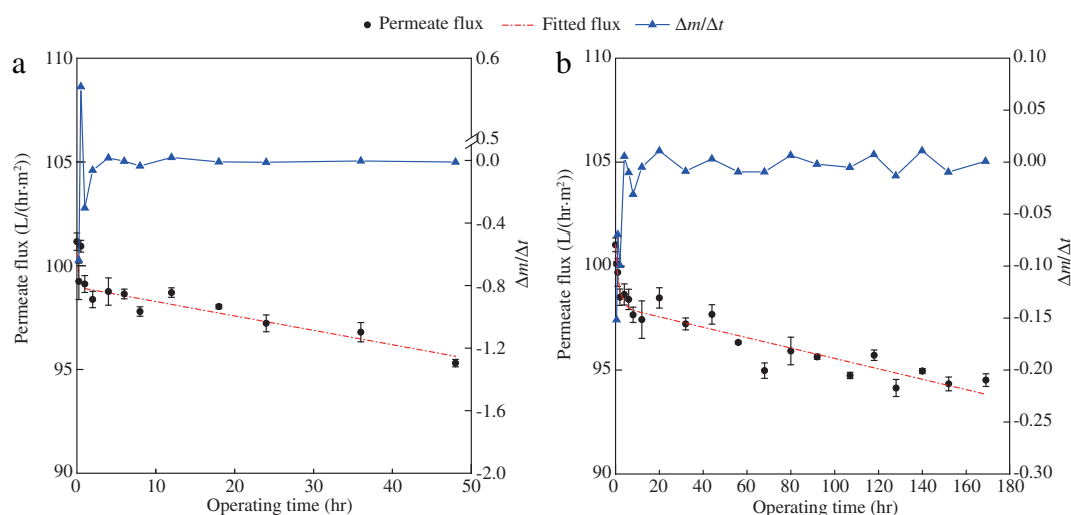 Permeate flux Fitted flux Δm/Δt
a
110
105
100
95
90
Permeate flux (L/(hr·m²))
0.6
0.5
0.0
-0.4
-0.8
-1.2
-1.6
-2.0
Δm/Δt
0 10 20 30 40 50
Operating time (hr)
b
110
105
100
95
90
Permeate flux (L/(hr·m²))
0.10
0.05
0.00
-0.05
-0.10
-0.15
-0.20
-0.25
-0.30
Δm/Δt
0 20 40 60 80 100 120 140 160 180
Operating time (hr)